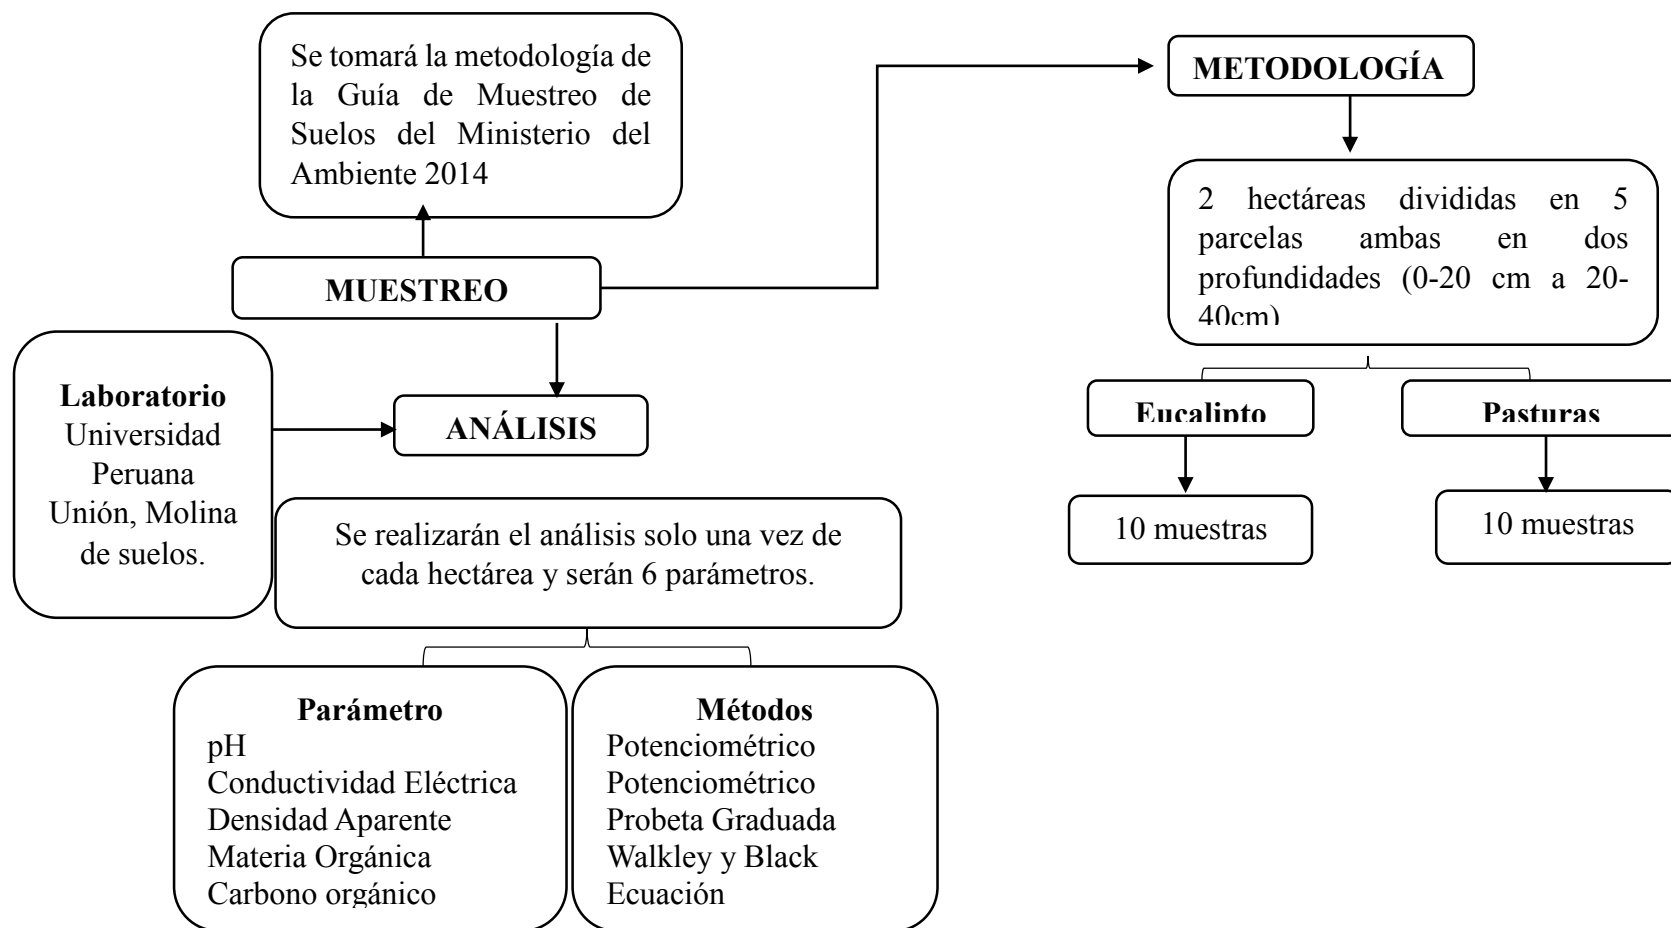 Se tomará la metodología de
la Guía de Muestreo de
Suelos del Ministerio del
Ambiente 2014
METODOLOGÍA
2 hectáreas divididas en 5
parcelas ambas en dos
profundidades (0-20 cm a 20-
40cm)
MUESTREO
Laboratorio
Universidad
Peruana
Unión, Molina
de suelos.
ANÁLISIS
Eucalipto
Pasturas
10 muestras
10 muestras
Se realizarán el análisis solo una vez de
cada hectárea y serán 6 parámetros.
Parámetro
pH
Conductividad Eléctrica
Densidad Aparente
Materia Orgánica
Carbono orgánico
Métodos
Potenciométrico
Potenciométrico
Probeta Graduada
Walkley y Black
Ecuación